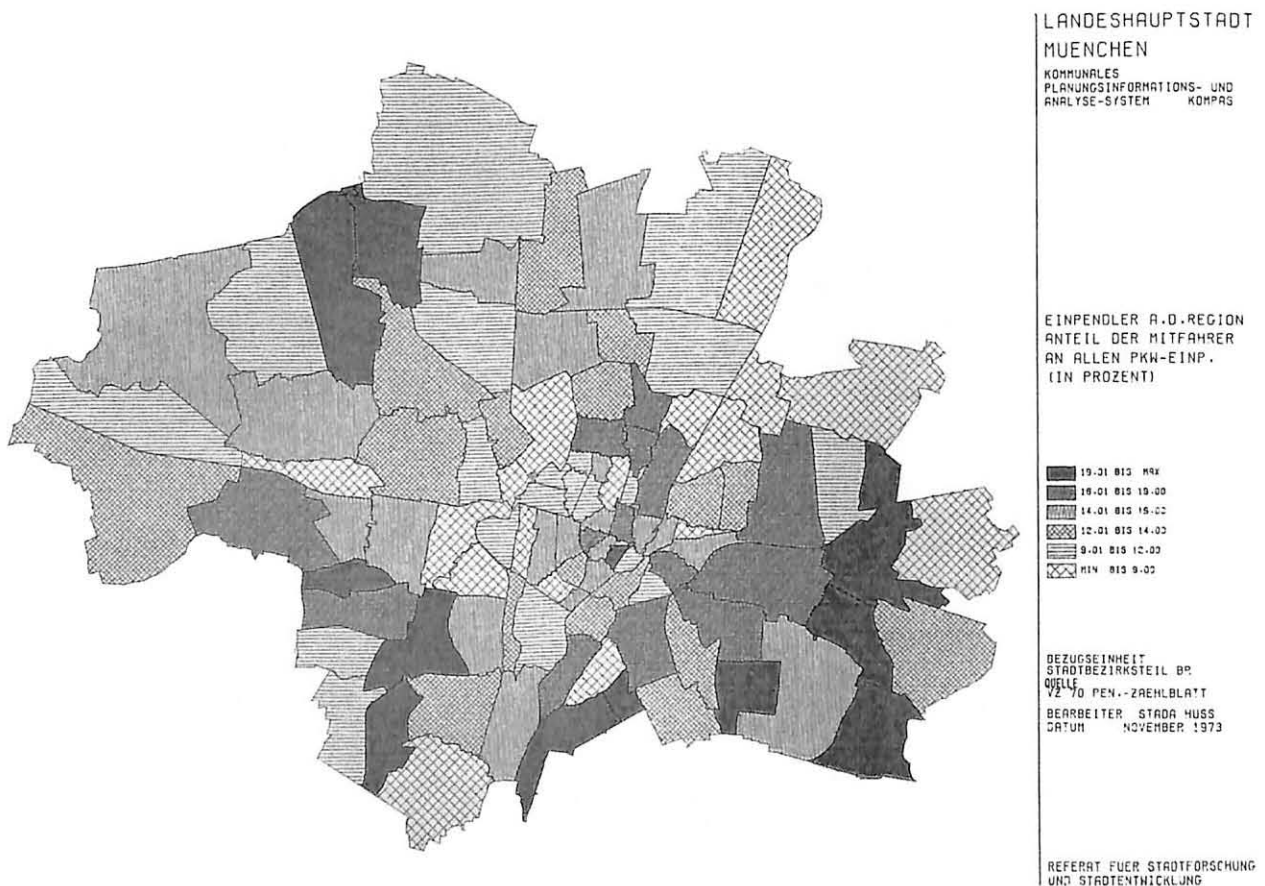 LANDESHAUPTSTADT
MUENCHEN
KOMMUNALES
PLANUNGSINFORMATIONS- UND
ANALYSE-SYSTEM KOMPAS
EINPENDLER A.D.REGION
ANTEIL DER MITFAHRER
AN ALLEN PKW-EINP.
(IN PROZENT)
19.01 BIS MAX
16.01 BIS 19.00
14.01 BIS 16.00
12.01 BIS 14.00
9.01 BIS 12.00
MIN BIS 9.00
BEZUGSEINHEIT
STADTBEZIRKSTEIL
QUELLE
VZ 70 PEN.-ZAEHLBLATT
BEARBEITER STADA HUSS
DATUM NOVEMBER 1973
REFERAT FUER STADTFORSCHUNG
UND STADTENTWICKLUNG